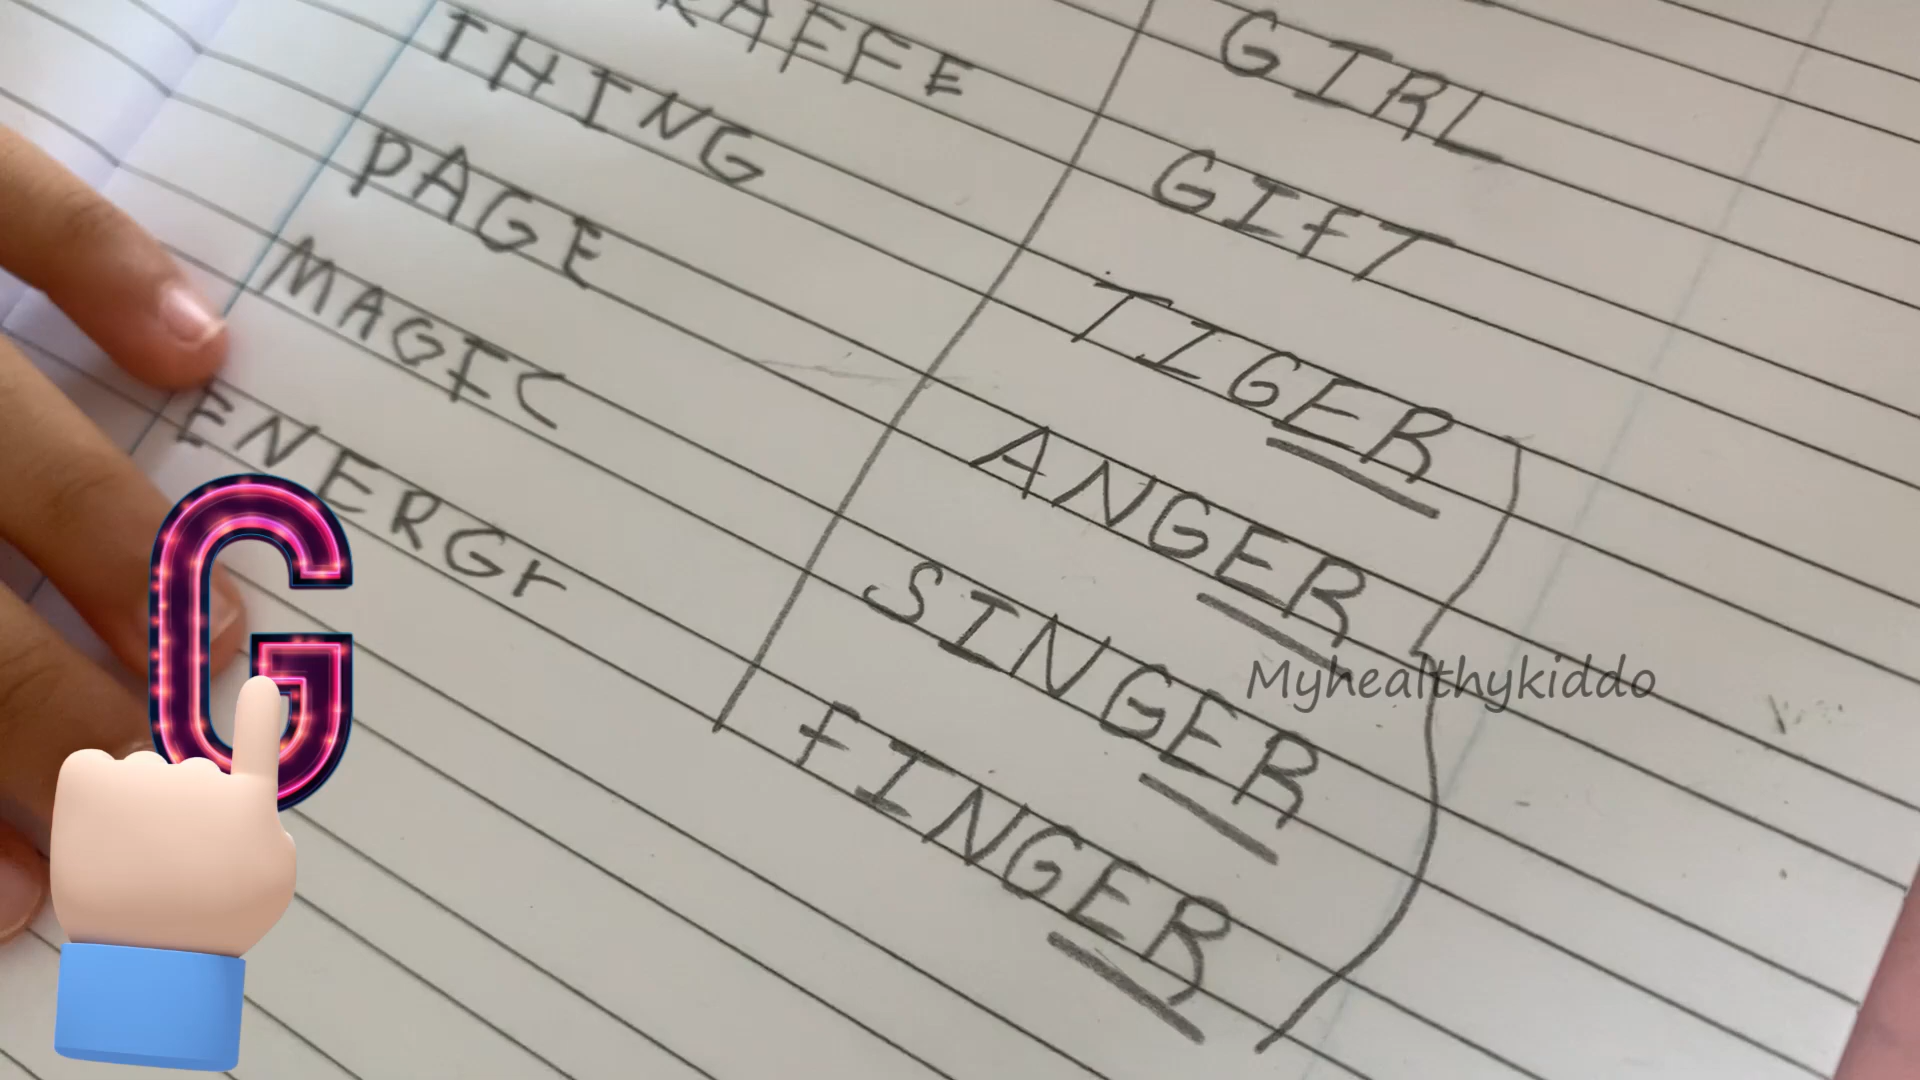 THING
PAGE
MAGIC
ENERGY
GIRL
GIFT
TIGER
ANGER
SINGER
FINGER
Myhealthykiddo
G